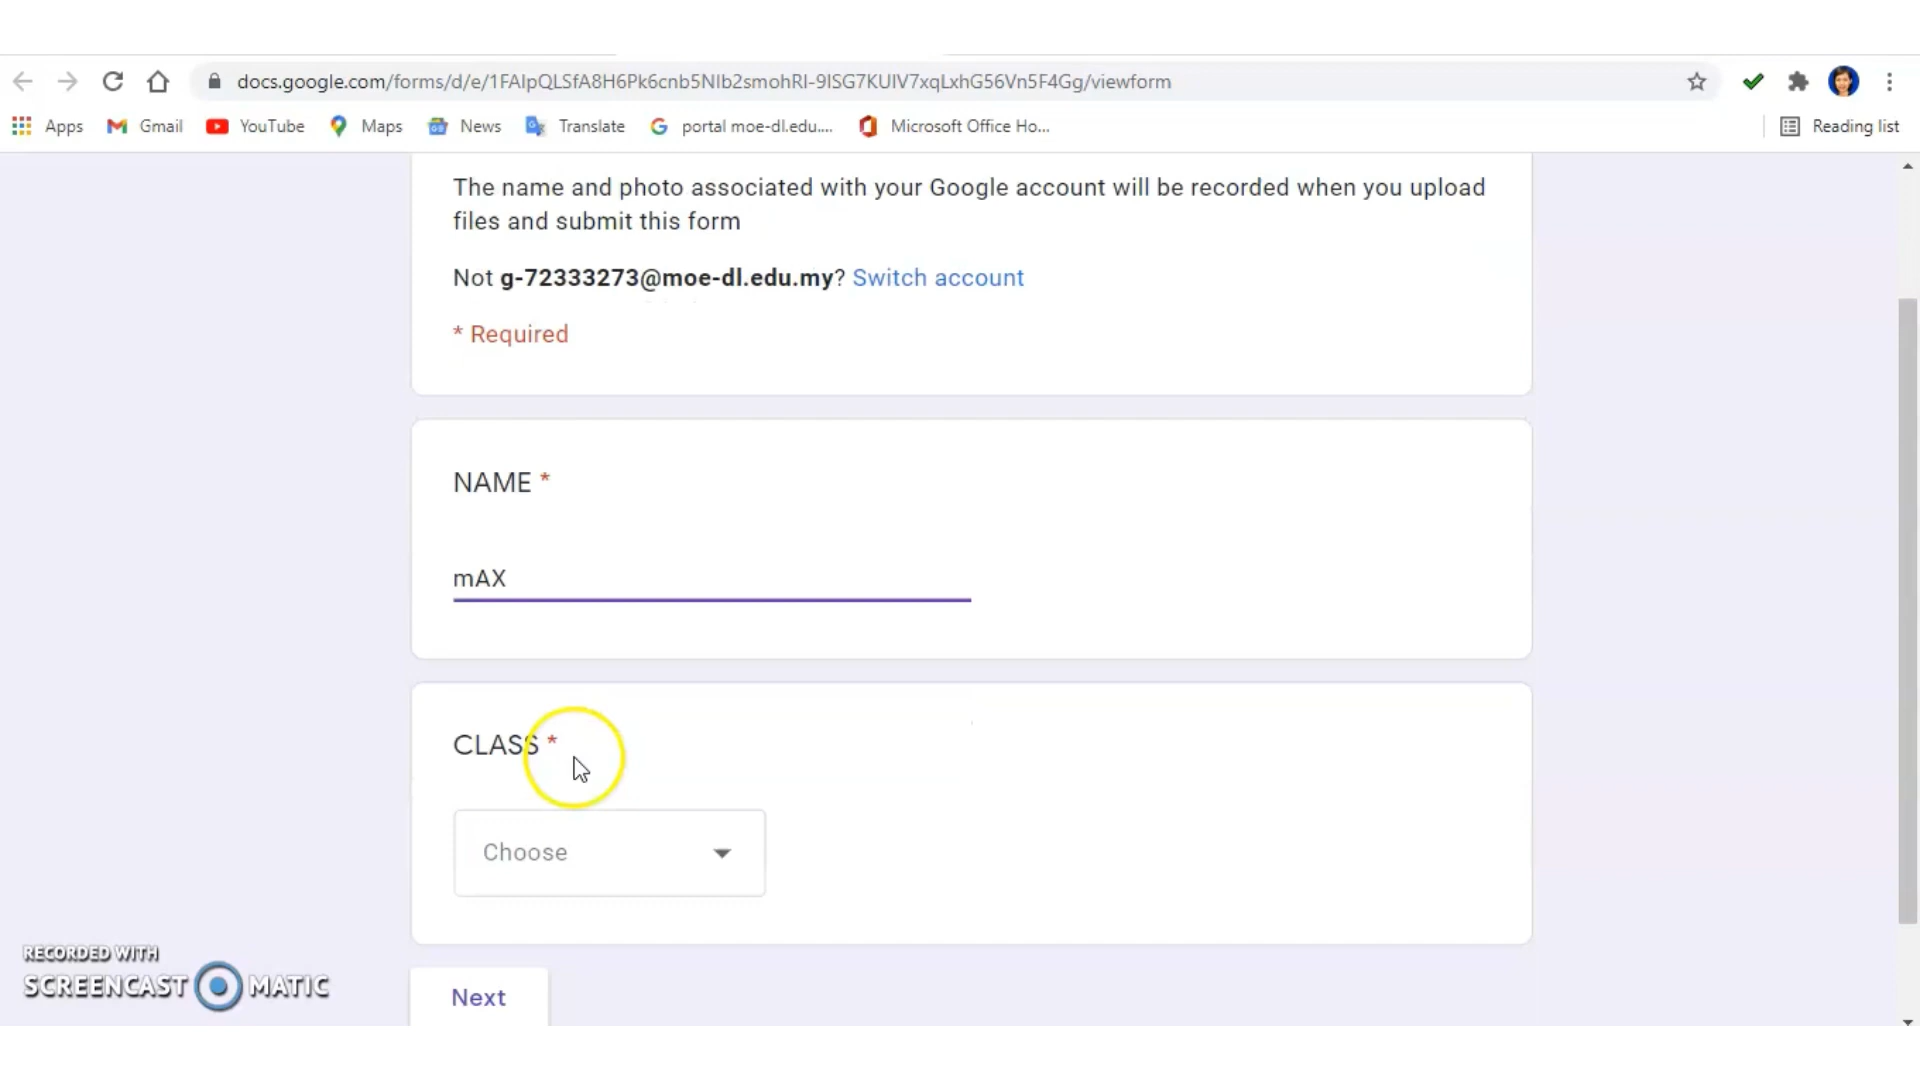 docs.google.com/forms/d/e/1FAIpQLSfA8H6Pk6cnb5NIb2smohRI-9ISG7KUIV7xqLxhG56Vn5F4Gg/viewform
Apps Gmail YouTube Maps News Translate portal moe-dl.edu.... Microsoft Office Ho... Reading list
The name and photo associated with your Google account will be recorded when you upload
files and submit this form
Not g-72333273@moe-dl.edu.my? Switch account
* Required
NAME *
mAX
CLASS *
Choose
Next
RECORDED WITH
SCREENCAST MATIC